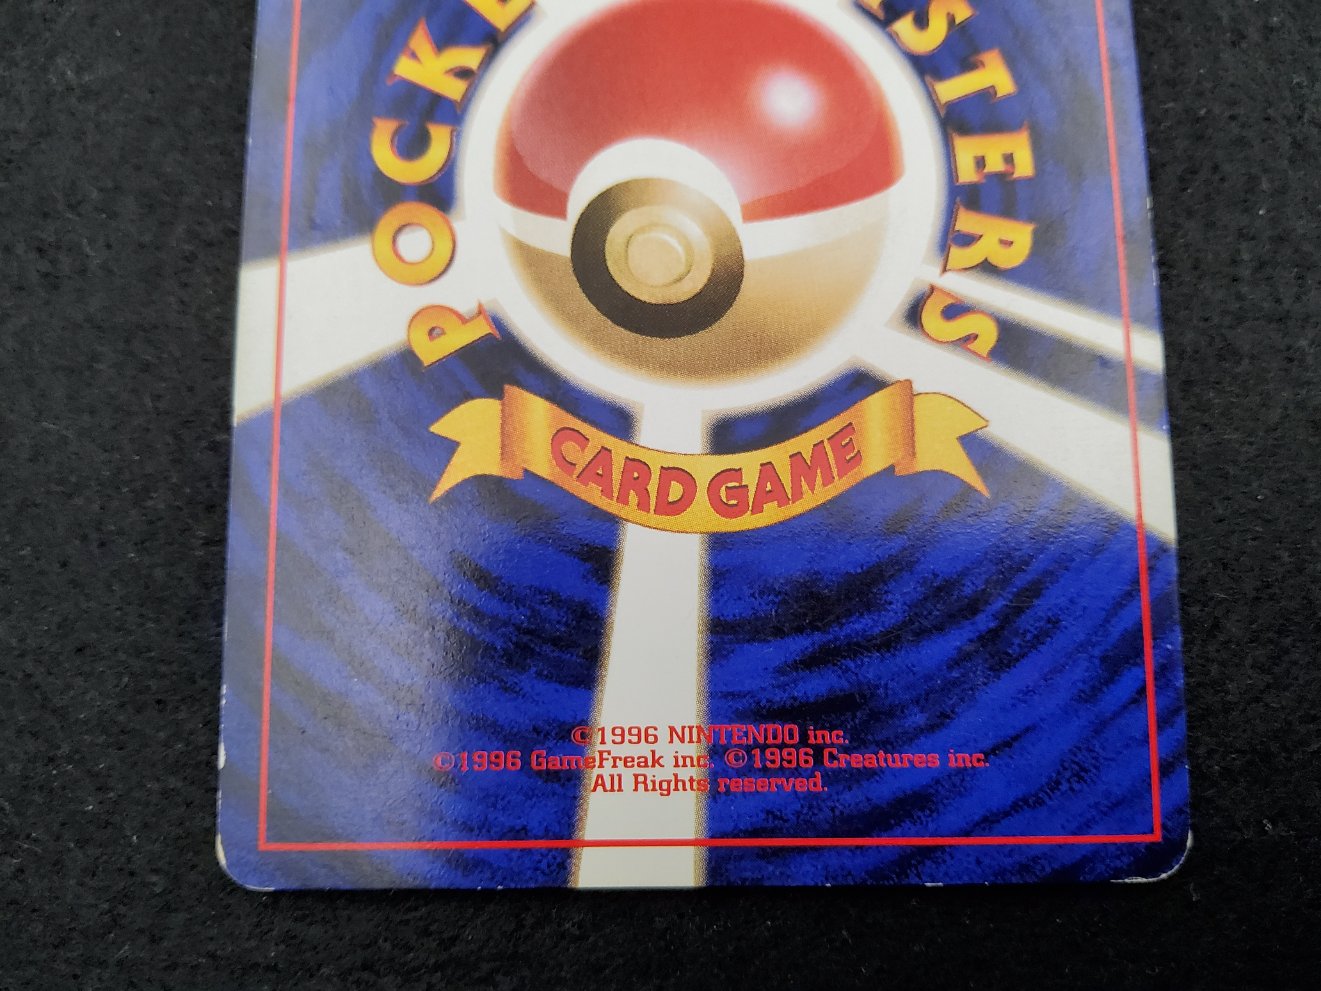 POCKE
STERS
CARD GAME
©1996 NINTENDO inc.
©1996 GameFreak inc. ©1996 Creatures inc.
All Rights reserved.